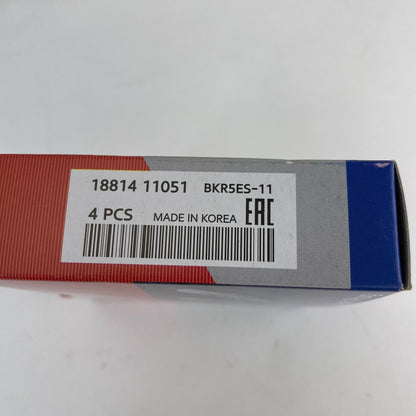 18814 11051 BKR5ES-11
4 PCS MADE IN KOREA EAC